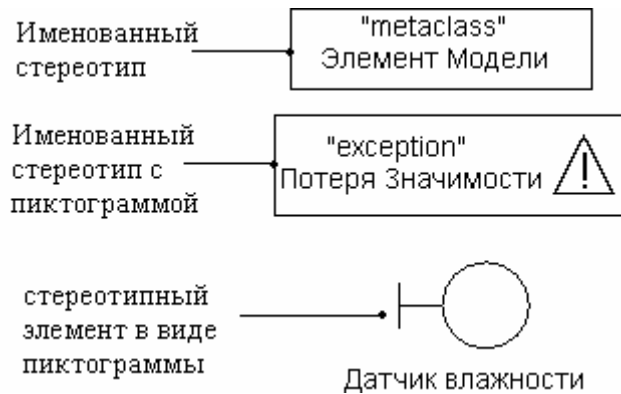 Именованный
стереотип
"metaclass"
Элемент Модели
Именованный
стереотип с
пиктограммой
"exception"
Потеря Значимости
!
стереотипный
элемент в виде
пиктограммы
Датчик влажности